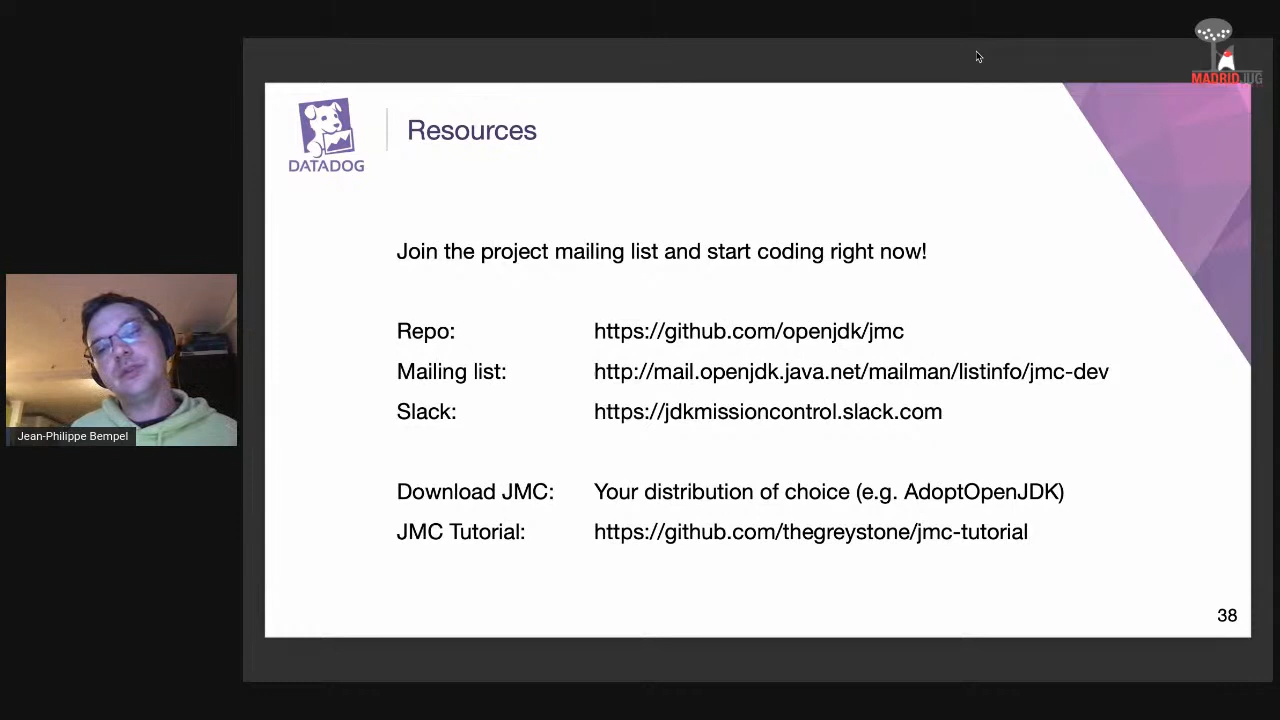 MADRID JUG
DATADOG
Resources
Join the project mailing list and start coding right now!
Repo: https://github.com/openjdk/jmc
Mailing list: http://mail.openjdk.java.net/mailman/listinfo/jmc-dev
Slack: https://jdkmissioncontrol.slack.com
Download JMC: Your distribution of choice (e.g. AdoptOpenJDK)
JMC Tutorial: https://github.com/thegreystone/jmc-tutorial
38
Jean-Philippe Bempel